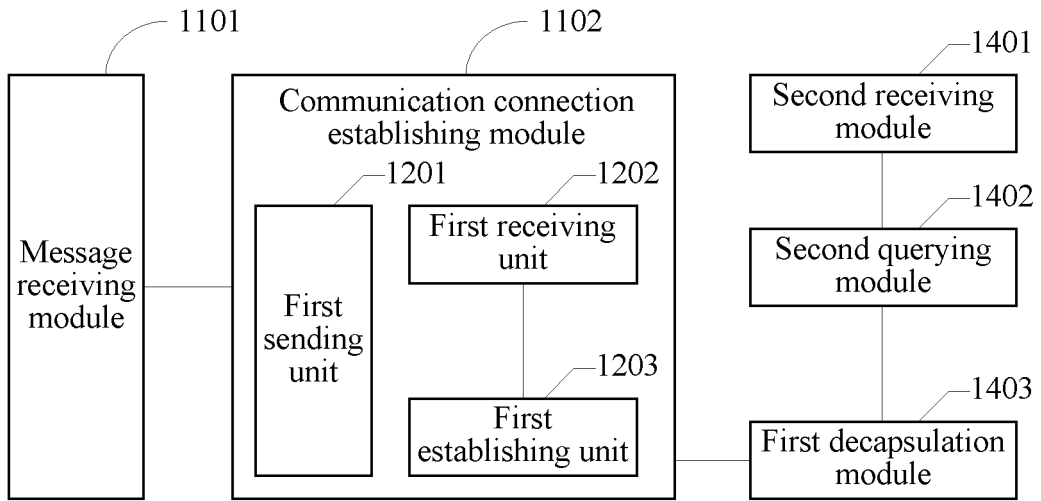 1101
1102
1401
Message
receiving
module
Communication connection
establishing module
1201
1202
First
sending
unit
First receiving
unit
1203
First
establishing unit
Second receiving
module
1402
Second querying
module
1403
First decapsulation
module